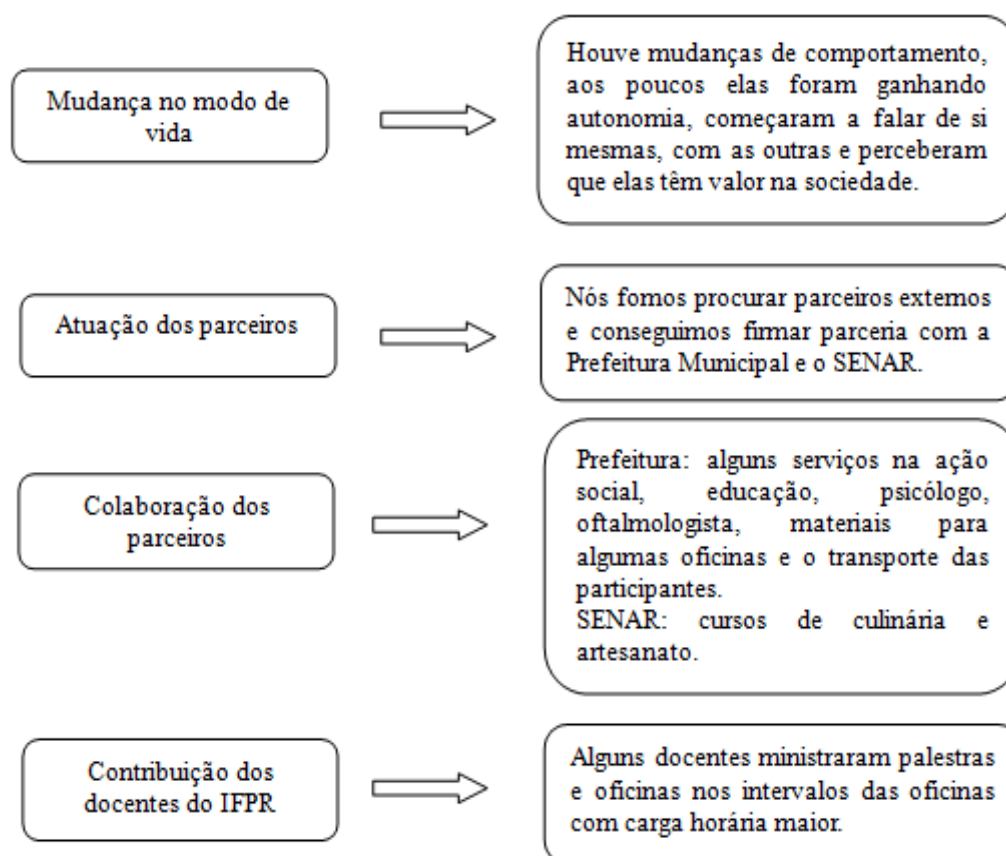 Mudança no modo de
vida
Houve mudanças de comportamento,
aos poucos elas foram ganhando
autonomia, começaram a falar de si
mesmas, com as outras e perceberam
que elas têm valor na sociedade.
Atuação dos parceiros
Nós fomos procurar parceiros externos
e conseguimos firmar parceria com a
Prefeitura Municipal e o SENAR.
Colaboração dos
parceiros
Prefeitura: alguns serviços na ação
social, educação, psicólogo,
oftalmologista, materiais para
algumas oficinas e o transporte das
participantes.
SENAR: cursos de culinária e
artesanato.
Contribuição dos
docentes do IFPR
Alguns docentes ministraram palestras
e oficinas nos intervalos das oficinas
com carga horária maior.